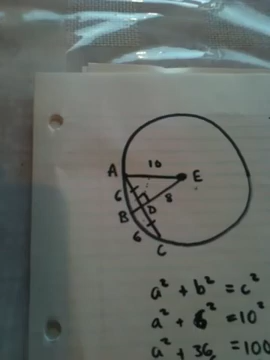 10
A
E
6
8
B
D
6
C
a² + b² = c²
a² + 6² = 10²
a² + 36 = 100